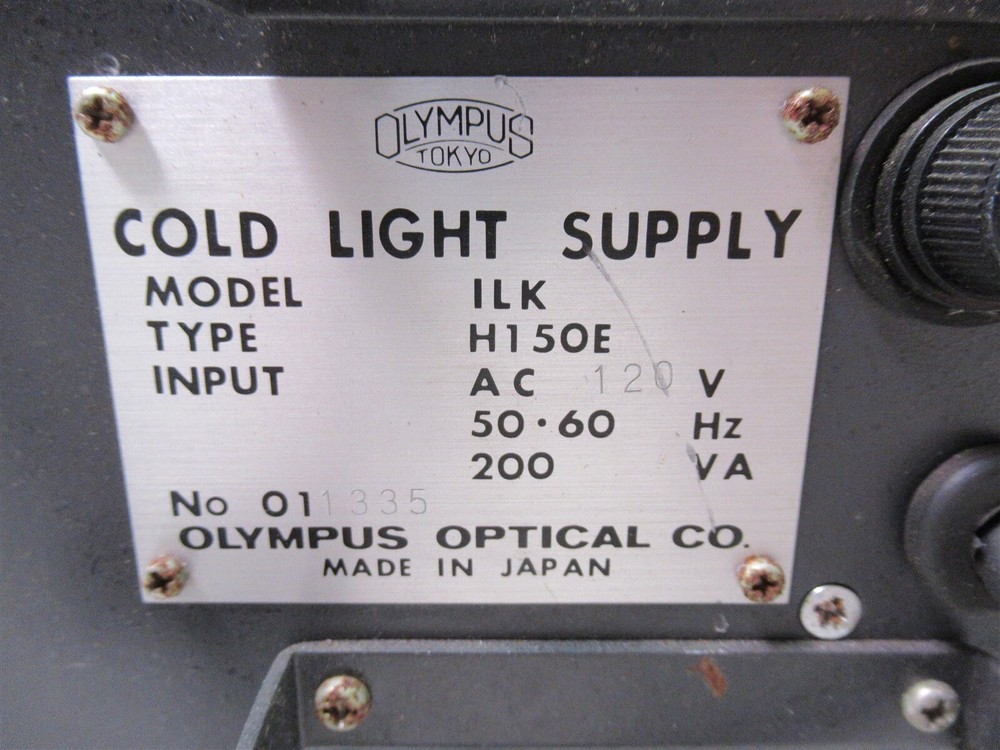 OLYMPUS
TOKYO
COLD LIGHT SUPPLY
MODEL ILK
TYPE H150E
INPUT AC 120 V
50·60 Hz
200 VA
No 011335
OLYMPUS OPTICAL CO.
MADE IN JAPAN